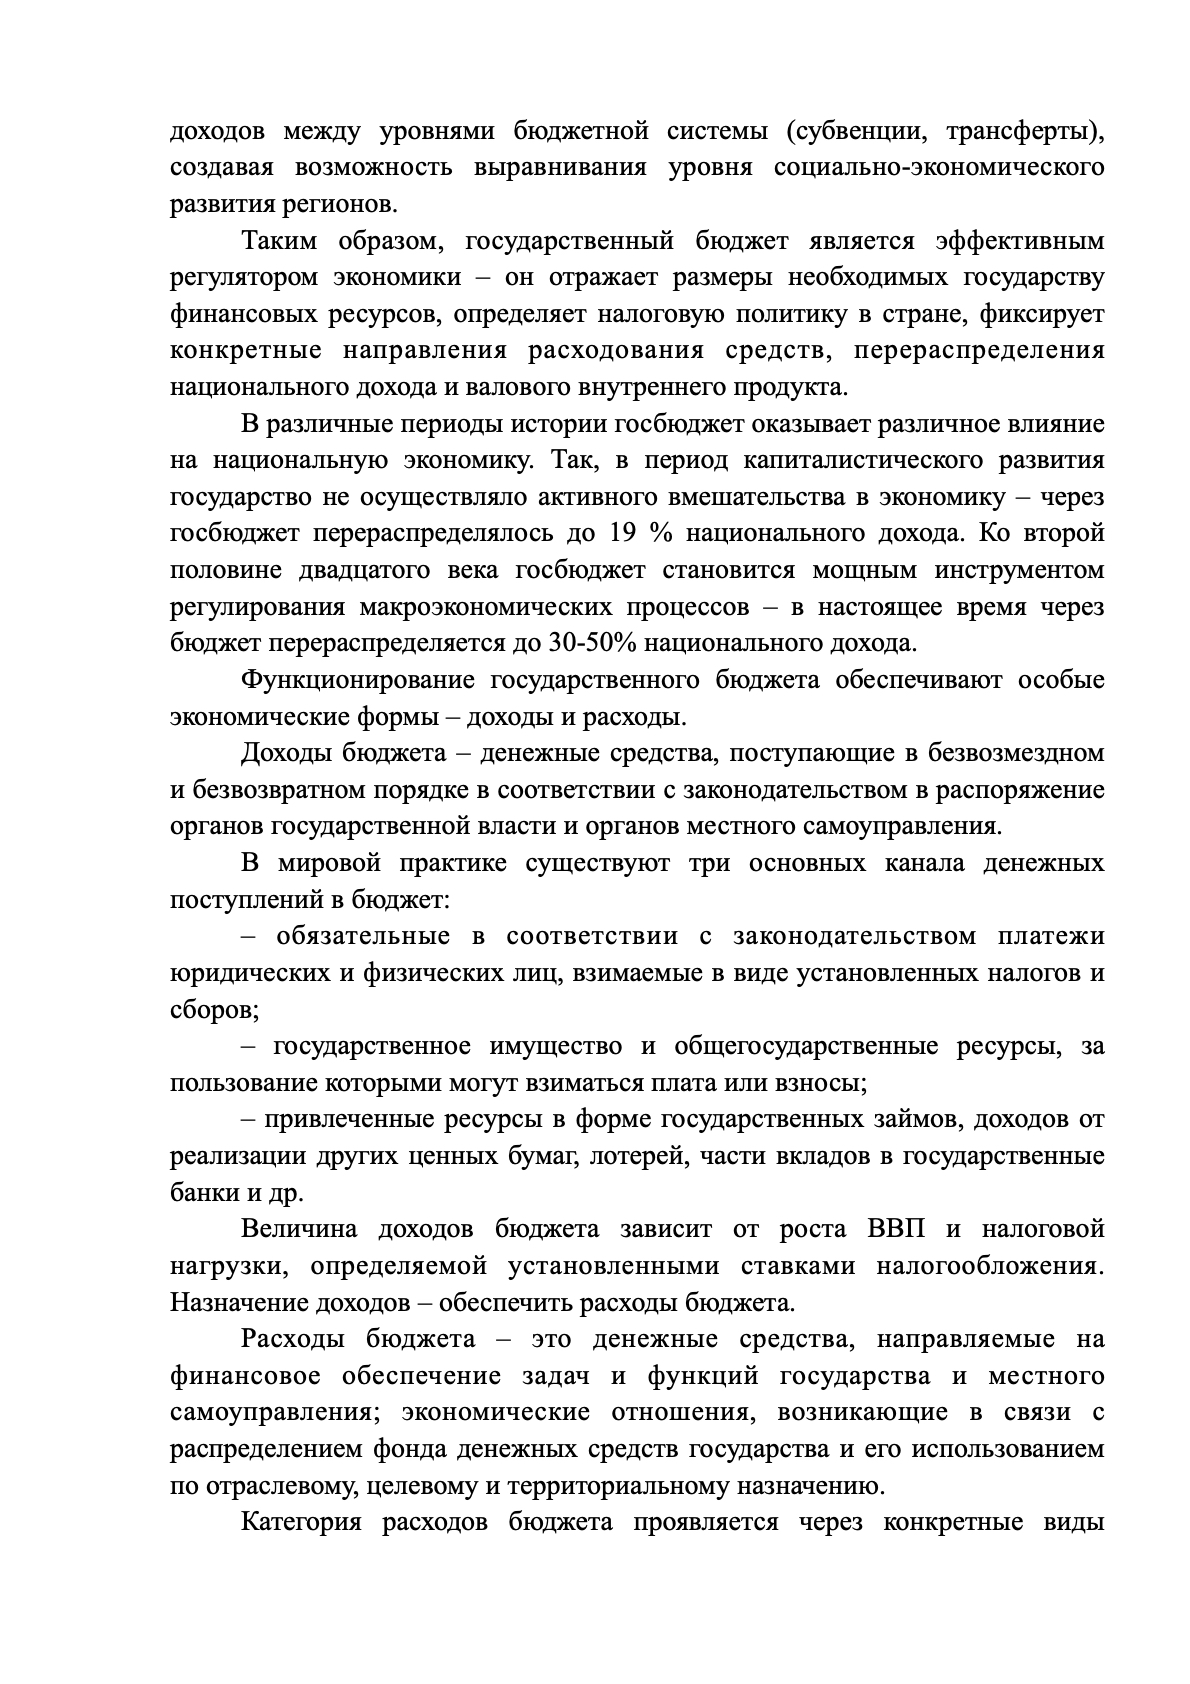 доходов между уровнями бюджетной системы (субвенции, трансферты),
создавая возможность выравнивания уровня социально-экономического
развития регионов.
Таким образом, государственный бюджет является эффективным
регулятором экономики – он отражает размеры необходимых государству
финансовых ресурсов, определяет налоговую политику в стране, фиксирует
конкретные направления расходования средств, перераспределения
национального дохода и валового внутреннего продукта.
В различные периоды истории госбюджет оказывает различное влияние
на национальную экономику. Так, в период капиталистического развития
государство не осуществляло активного вмешательства в экономику – через
госбюджет перераспределялось до 19 % национального дохода. Ко второй
половине двадцатого века госбюджет становится мощным инструментом
регулирования макроэкономических процессов – в настоящее время через
бюджет перераспределяется до 30-50% национального дохода.
Функционирование государственного бюджета обеспечивают особые
экономические формы – доходы и расходы.
Доходы бюджета – денежные средства, поступающие в безвозмездном
и безвозвратном порядке в соответствии с законодательством в распоряжение
органов государственной власти и органов местного самоуправления.
В мировой практике существуют три основных канала денежных
поступлений в бюджет:
– обязательные в соответствии с законодательством платежи
юридических и физических лиц, взимаемые в виде установленных налогов и
сборов;
– государственное имущество и общегосударственные ресурсы, за
пользование которыми могут взиматься плата или взносы;
– привлеченные ресурсы в форме государственных займов, доходов от
реализации других ценных бумаг, лотерей, части вкладов в государственные
банки и др.
Величина доходов бюджета зависит от роста ВВП и налоговой
нагрузки, определяемой установленными ставками налогообложения.
Назначение доходов – обеспечить расходы бюджета.
Расходы бюджета – это денежные средства, направляемые на
финансовое обеспечение задач и функций государства и местного
самоуправления; экономические отношения, возникающие в связи с
распределением фонда денежных средств государства и его использованием
по отраслевому, целевому и территориальному назначению.
Категория расходов бюджета проявляется через конкретные виды